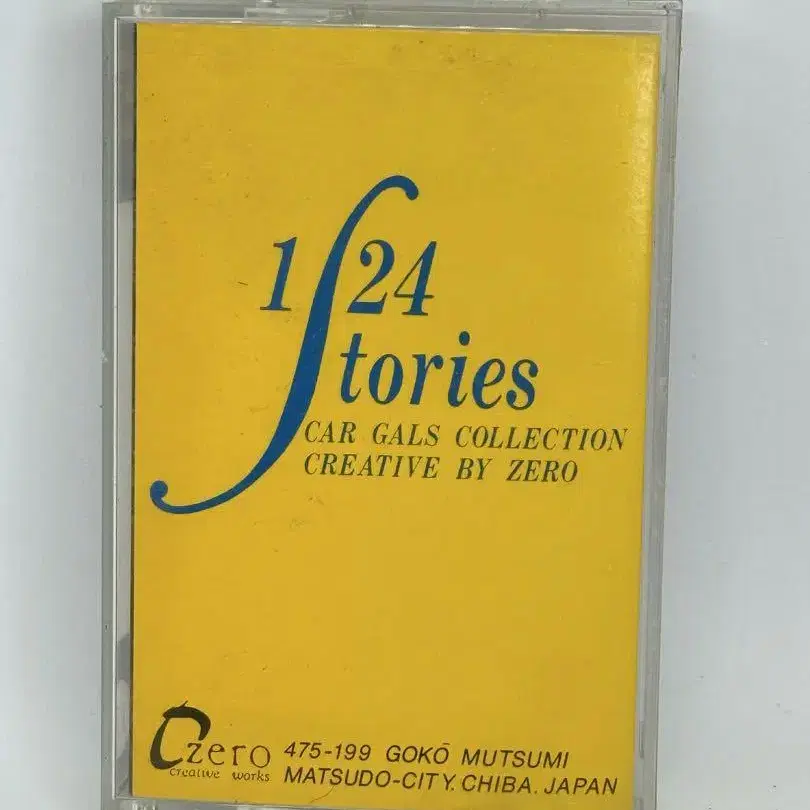 1/24
Stories
CAR GALS COLLECTION
CREATIVE BY ZERO
zero
creative works
475-199 GOKŌ MUTSUMI
MATSUDO-CITY. CHIBA. JAPAN